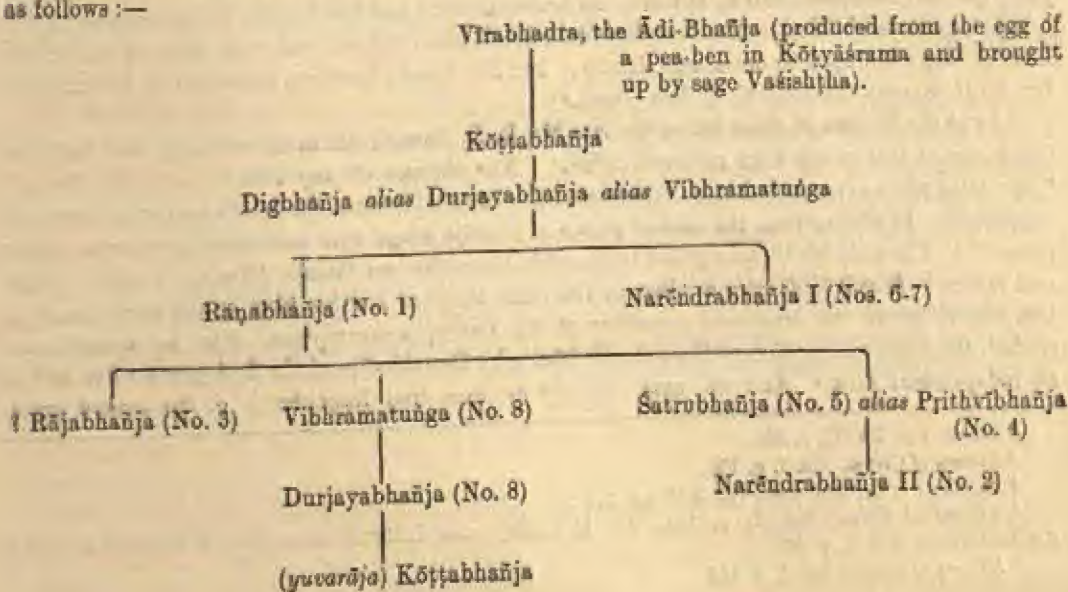 as follows :—
Vīrabhadra, the Ādi-Bhañja (produced from the egg of
a pea-hen in Kōtyāśrama and brought
up by sage Vaśishṭha).
Kōṭṭabhañja
Digbhañja alias Durjayabhañja alias Vibhramatuṅga
Raṇabhañja (No. 1) Narēndrabhañja I (Nos. 6-7)
? Rājabhañja (No. 3) Vibhramatuṅga (No. 8) Śatrubhañja (No. 5) alias Pṛithvībhañja
(No. 4)
Durjayabhañja (No. 8) Narēndrabhañja II (No. 2)
(yuvarāja) Kōṭṭabhañja